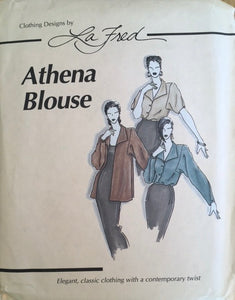 Clothing Designs by
La Fred
Athena
Blouse
Elegant, classic clothing with a contemporary twist